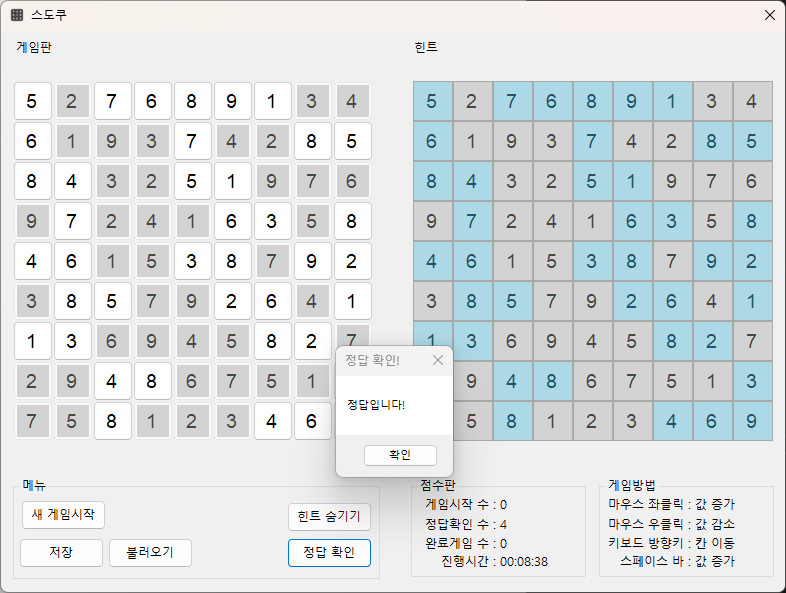 스도쿠
게임판
힌트
5 2 7 6 8 9 1 3 4
6 1 9 3 7 4 2 8 5
8 4 3 2 5 1 9 7 6
9 7 2 4 1 6 3 5 8
4 6 1 5 3 8 7 9 2
3 8 5 7 9 2 6 4 1
1 3 6 9 4 5 8 2 7
2 9 4 8 6 7 5 1
7 5 8 1 2 3 4 6
5 2 7 6 8 9 1 3 4
6 1 9 3 7 4 2 8 5
8 4 3 2 5 1 9 7 6
9 7 2 4 1 6 3 5 8
4 6 1 5 3 8 7 9 2
3 8 5 7 9 2 6 4 1
1 3 6 9 4 5 8 2 7
9 4 8 6 7 5 1 3
5 8 1 2 3 4 6 9
정답 확인!
정답입니다!
확인
메뉴
새 게임시작
힌트 숨기기
저장
불러오기
정답 확인
점수판
게임시작 수 : 0
정답확인 수 : 4
완료게임 수 : 0
진행시간 : 00:08:38
게임방법
마우스 좌클릭 : 값 증가
마우스 우클릭 : 값 감소
키보드 방향키 : 칸 이동
스페이스 바 : 값 증가